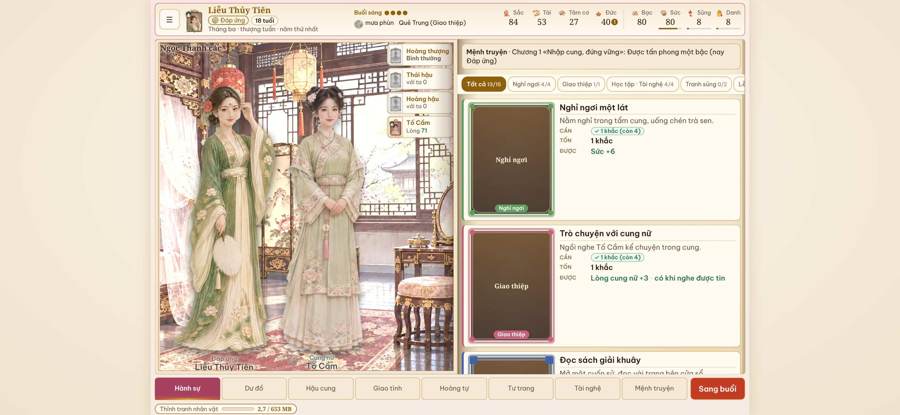 Liễu Thủy Tiên
Đáp ứng 18 tuổi
Tháng ba · thượng tuần · năm thứ nhất
Buổi sáng
mưa phùn Quế Trung (Giao thiệp)
Sắc 84
Tài 53
Tâm cơ 27
Đức 40
Bạc 80
Sức 80
Sủng 8
Danh 8
Ngọc Thanh các
Hoàng thượng
Bình thường
Thái hậu
với ta 0
Hoàng hậu
với ta 0
Tố Cầm
Lòng 71
Đáp ứng
Liễu Thủy Tiên
Cung nữ
Tố Cầm
Mệnh truyện · Chương 1 «Nhập cung, đứng vững»: Được tấn phong một bậc (nay
Đáp ứng)
Tất cả 13/16
Nghỉ ngơi 4/4
Giao thiệp 1/1
Học tập · Tài nghệ 4/4
Tranh sủng 0/2
Nghỉ ngơi
Nghỉ ngơi
Nghỉ ngơi một lát
Nằm nghỉ trong tẩm cung, uống chén trà sen.
CẦN ✓ 1 khắc (còn 4)
TỐN 1 khắc
ĐƯỢC Sức +6
Giao thiệp
Giao thiệp
Trò chuyện với cung nữ
Ngồi nghe Tố Cầm kể chuyện trong cung.
CẦN ✓ 1 khắc (còn 4)
TỐN 1 khắc
ĐƯỢC Lòng cung nữ +3 · có khi nghe được tin
Đọc sách giải khuây
Hành sự
Dự đồ
Hậu cung
Giao tình
Hoàng tự
Tư trang
Tài nghệ
Mệnh truyện
Sang buổi
Thính tranh nhân vật 2,7 / 653 MB